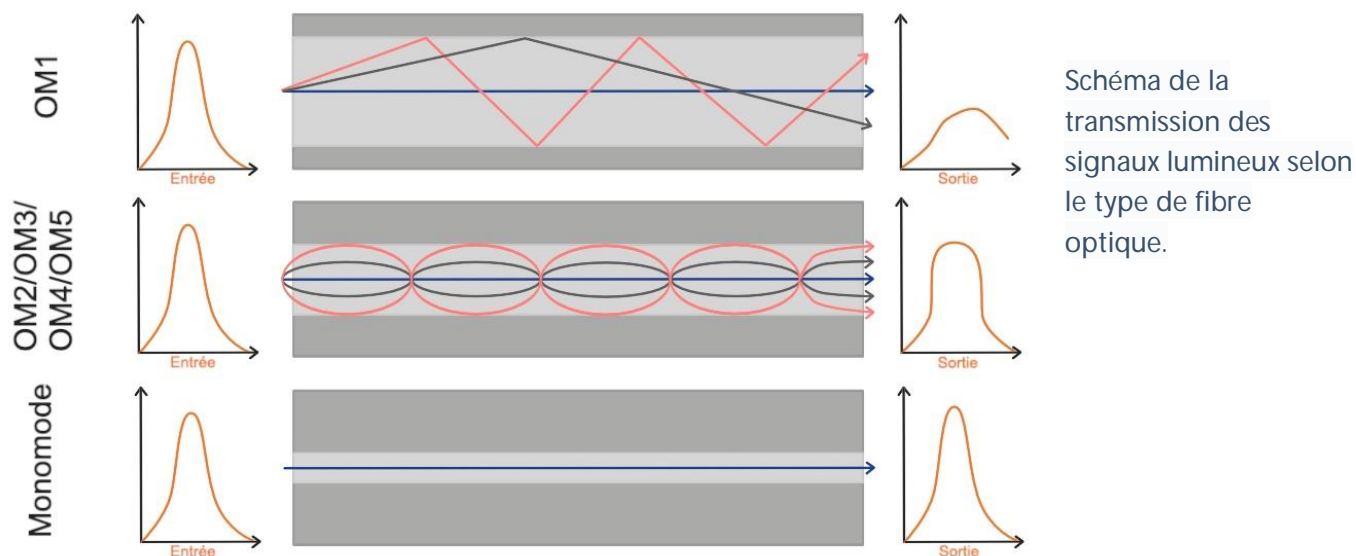 OM1
Entrée
Sortie
Schéma de la
transmission des
signaux lumineux selon
le type de fibre
optique.
OM2/OM3/
OM4/OM5
Entrée
Sortie
Monomode
Entrée
Sortie